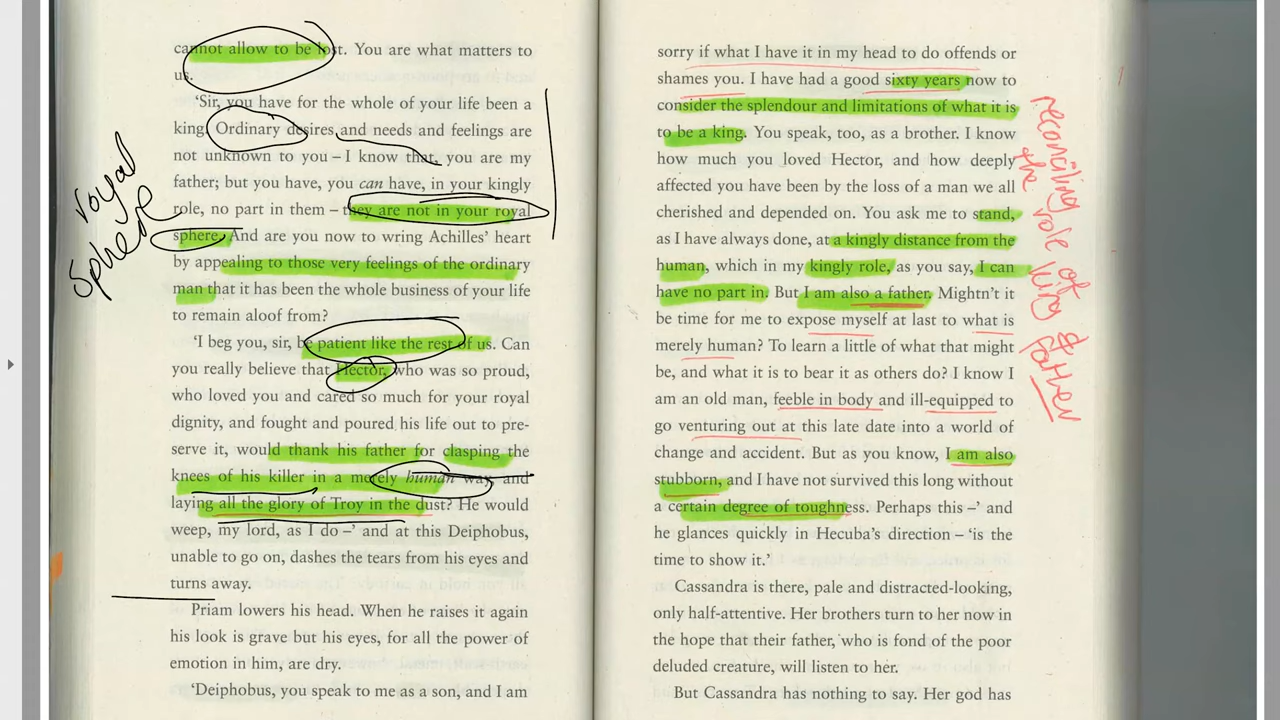 cannot allow to be lost. You are what matters to
us.
‘Sir, you have for the whole of your life been a
king. Ordinary desires and needs and feelings are
not unknown to you – I know that, you are my
father; but you have, you can have, in your kingly
role, no part in them – they are not in your royal
sphere. And are you now to wring Achilles’ heart
by appealing to those very feelings of the ordinary
man that it has been the whole business of your life
to remain aloof from?
‘I beg you, sir, be patient like the rest of us. Can
you really believe that Hector, who was so proud,
who loved you and cared so much for your royal
dignity, and fought and poured his life out to pre-
serve it, would thank his father for clasping the
knees of his killer in a merely human way and
laying all the glory of Troy in the dust? He would
weep, my lord, as I do –’ and at this Deiphobus,
unable to go on, dashes the tears from his eyes and
turns away.
Priam lowers his head. When he raises it again
his look is grave but his eyes, for all the power of
emotion in him, are dry.
‘Deiphobus, you speak to me as a son, and I am
royal
sphere
sorry if what I have it in my head to do offends or
shames you. I have had a good sixty years now to
consider the splendour and limitations of what it is
to be a king. You speak, too, as a brother. I know
how much you loved Hector, and how deeply
affected you have been by the loss of a man we all
cherished and depended on. You ask me to stand,
as I have always done, at a kingly distance from the
human, which in my kingly role, as you say, I can
have no part in. But I am also a father. Mightn’t it
be time for me to expose myself at last to what is
merely human? To learn a little of what that might
be, and what it is to bear it as others do? I know I
am an old man, feeble in body and ill-equipped to
go venturing out at this late date into a world of
change and accident. But as you know, I am also
stubborn, and I have not survived this long without
a certain degree of toughness. Perhaps this –’ and
he glances quickly in Hecuba’s direction – ‘is the
time to show it.’
Cassandra is there, pale and distracted-looking,
only half-attentive. Her brothers turn to her now in
the hope that their father, who is fond of the poor
deluded creature, will listen to her.
But Cassandra has nothing to say. Her god has
reconciling
the role of
king &
father